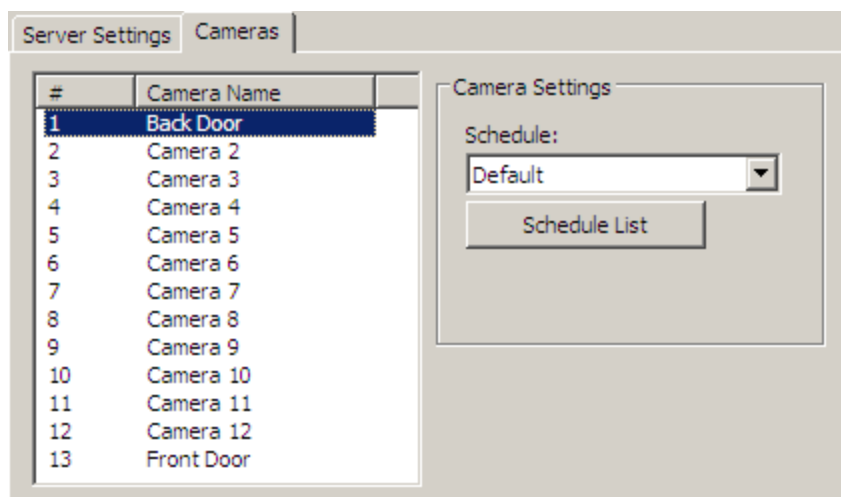 Server Settings Cameras
# Camera Name
1 Back Door
2 Camera 2
3 Camera 3
4 Camera 4
5 Camera 5
6 Camera 6
7 Camera 7
8 Camera 8
9 Camera 9
10 Camera 10
11 Camera 11
12 Camera 12
13 Front Door
Camera Settings
Schedule:
Default
Schedule List